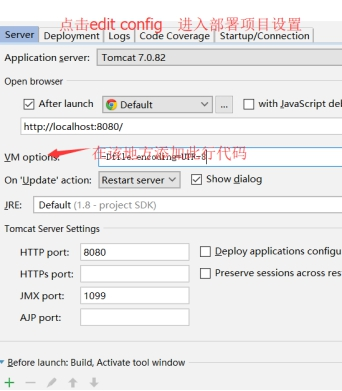 点击edit config 进入部署项目设置
Server Deployment Logs Code Coverage Startup/Connection
Application server: Tomcat 7.0.82
Open browser
After launch Default ... with JavaScript del
http://localhost:8080/
VM options: -Dfile.encoding=UTF-8
在该地方添加此行代码
On 'Update' action: Restart server Show dialog
JRE: Default (1.8 - project SDK)
Tomcat Server Settings
HTTP port: 8080 Deploy applications configu
HTTPs port: Preserve sessions across res
JMX port: 1099
AJP port:
Before launch: Build, Activate tool window